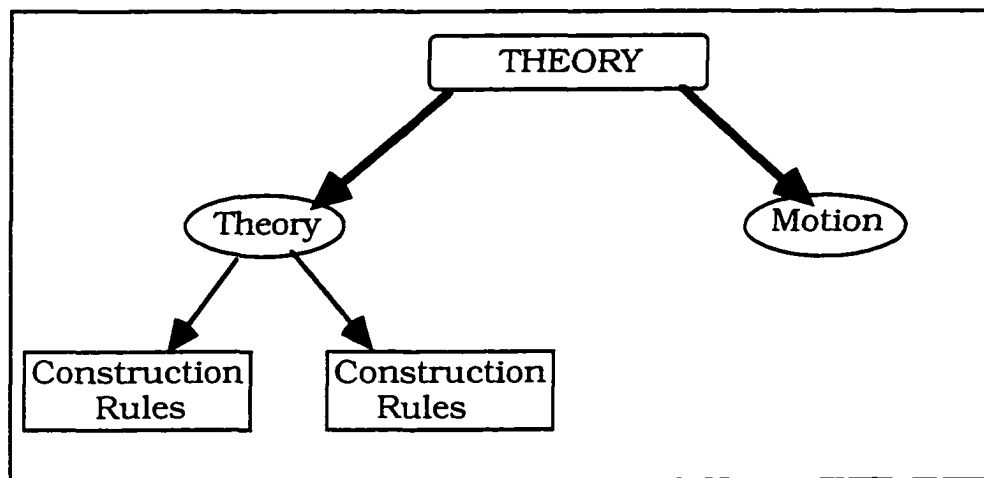 THEORY
Theory
Motion
Construction
Rules
Construction
Rules